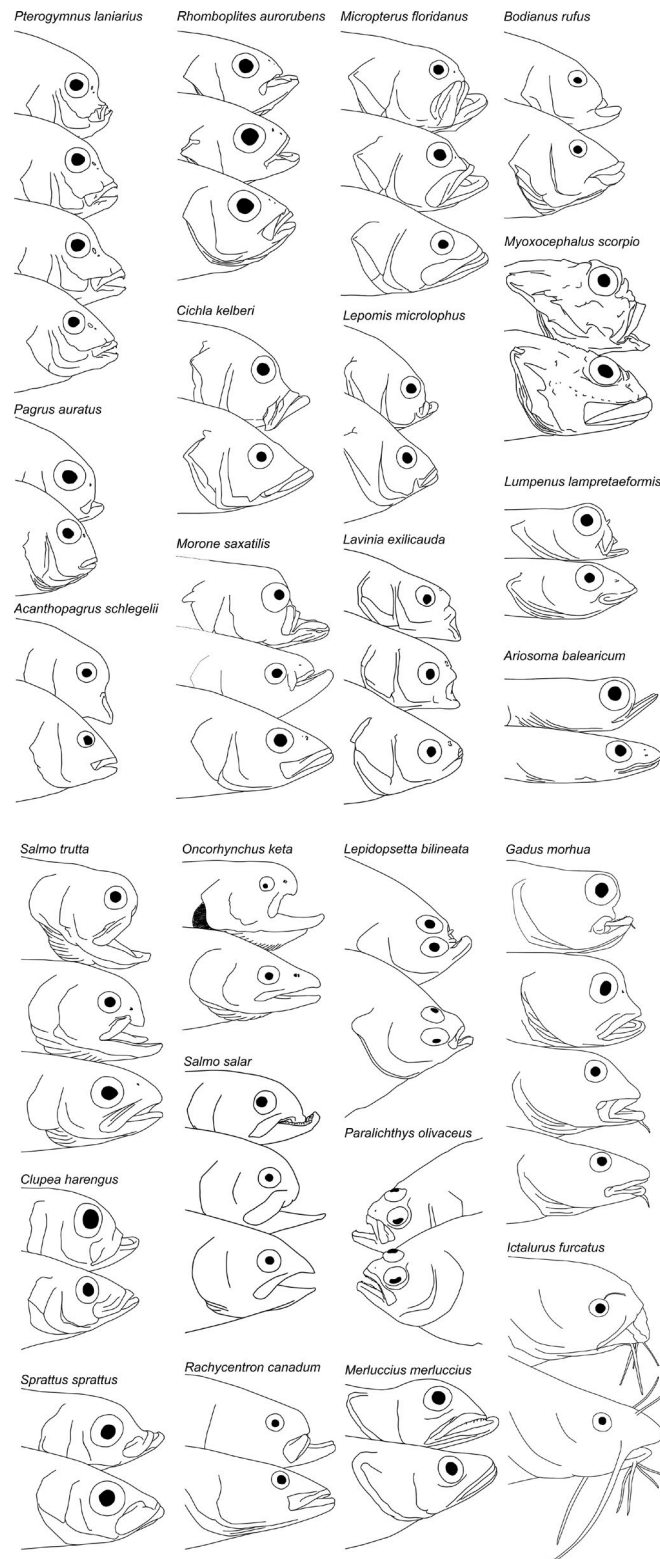 Pterogymnus laniarius
Rhomboplites aurorubens
Micropterus floridanus
Bodianus rufus
Myoxocephalus scorpio
Cichla kelberi
Lepomis microlophus
Pagrus auratus
Lumpenus lampretaeformis
Morone saxatilis
Lavinia exilicauda
Acanthopagrus schlegelii
Ariosoma balearicum
Salmo trutta
Oncorhynchus keta
Lepidopsetta bilineata
Gadus morhua
Salmo salar
Paralichthys olivaceus
Clupea harengus
Ictalurus furcatus
Sprattus sprattus
Rachycentron canadum
Merluccius merluccius